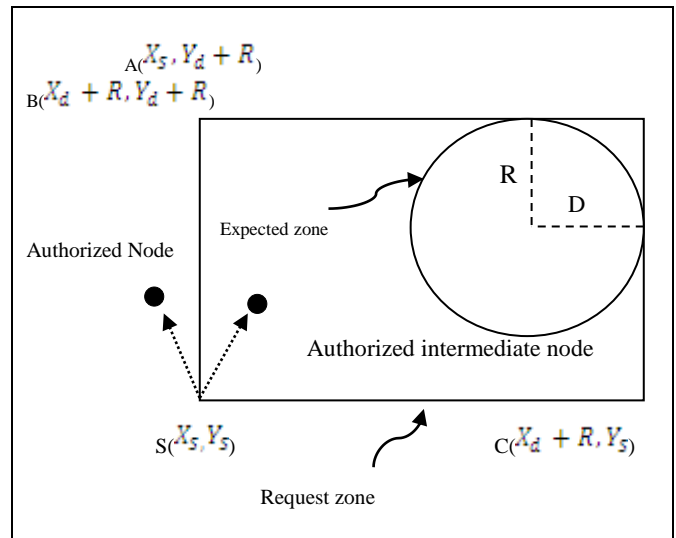 A(X_s, Y_d + R)
B(X_d + R, Y_d + R)
R
D
Expected zone
Authorized Node
Authorized intermediate node
S(X_s, Y_s)
C(X_d + R, Y_s)
Request zone